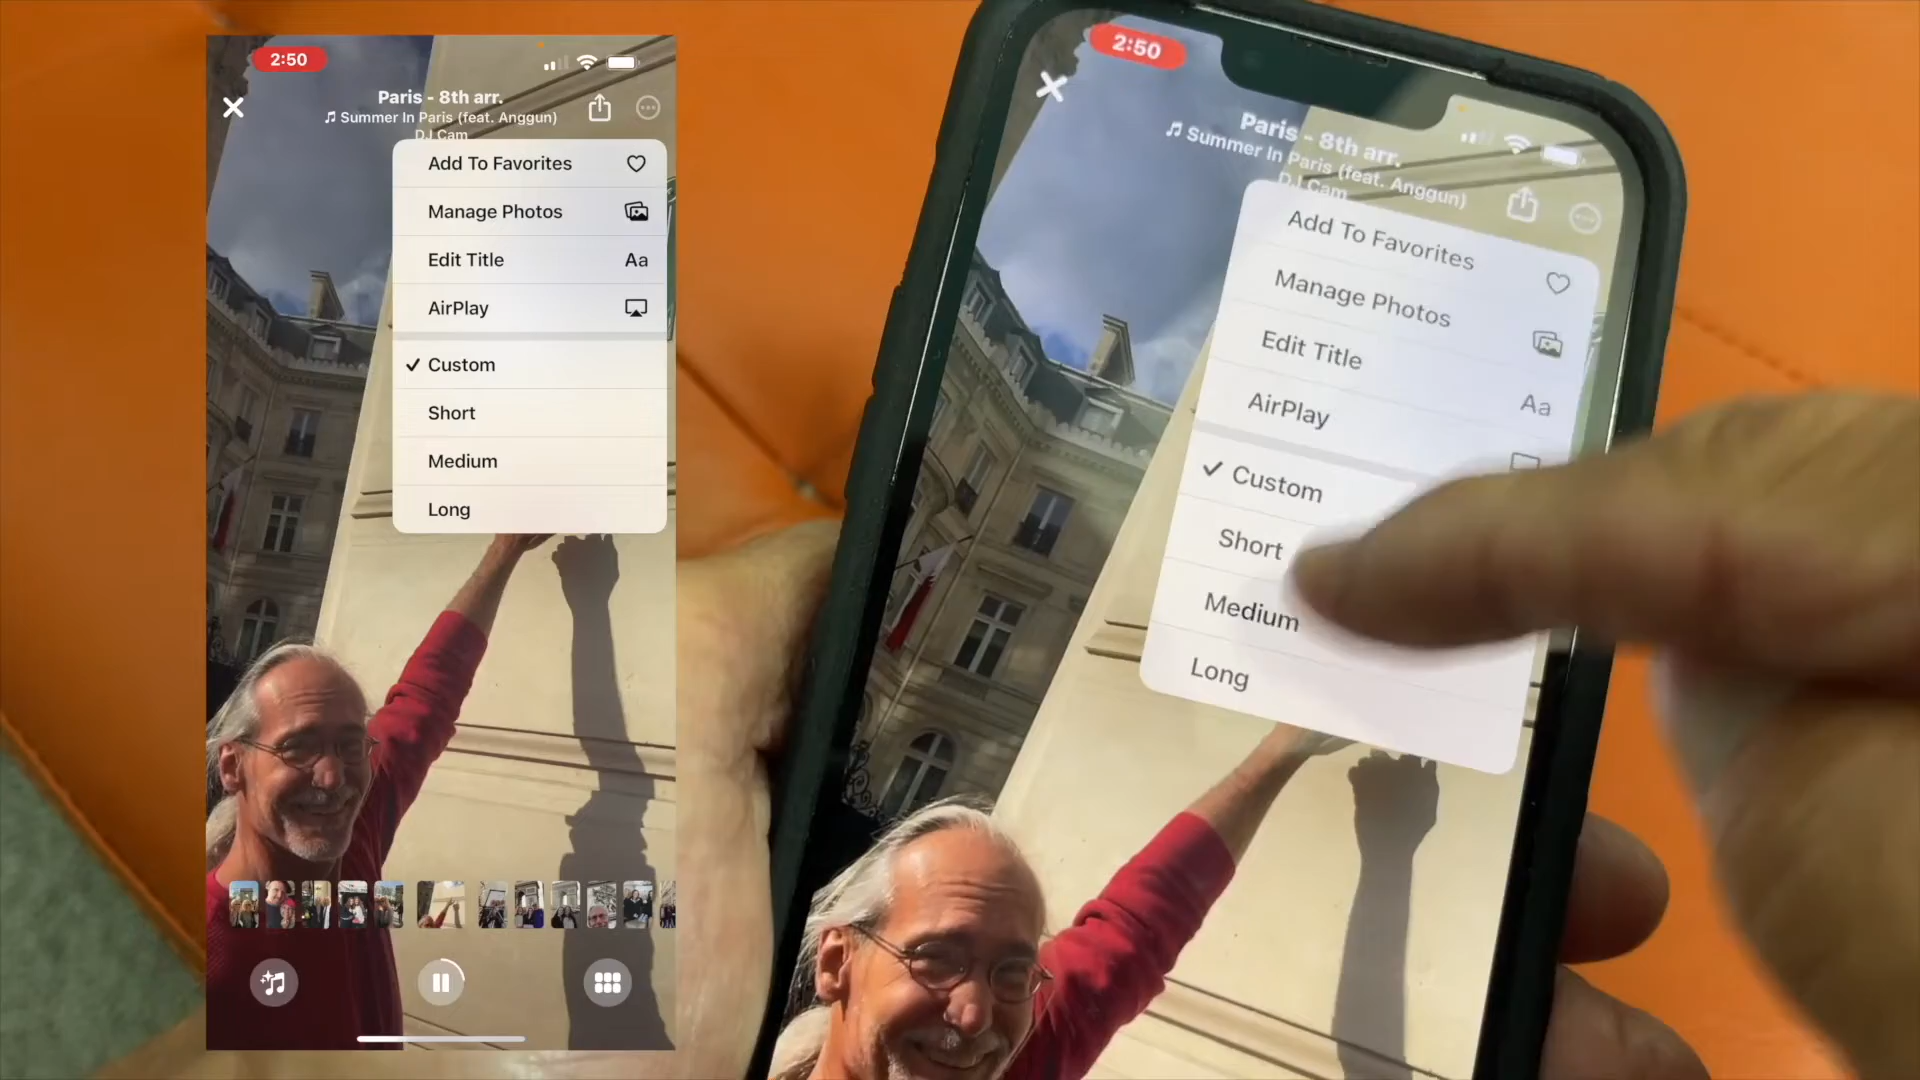 2:50
Paris - 8th arr.
Summer In Paris (feat. Anggun)
DJ Cam
Add To Favorites
Manage Photos
Edit Title Aa
AirPlay
Custom
Short
Medium
Long
2:50
Paris - 8th arr.
Summer In Paris (feat. Anggun)
DJ Cam
Add To Favorites
Manage Photos
Edit Title
Aa
AirPlay
Custom
Short
Medium
Long